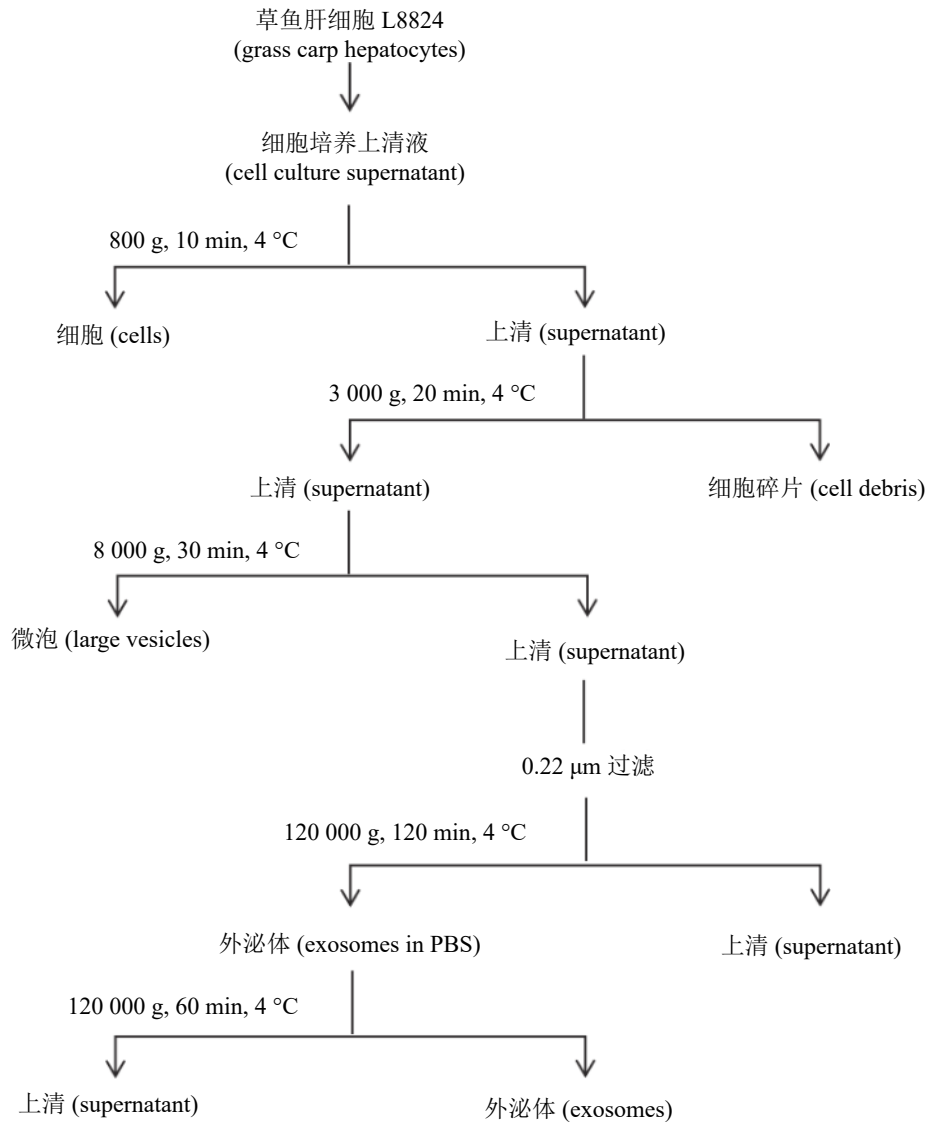 草鱼肝细胞 L8824
(grass carp hepatocytes)
细胞培养上清液
(cell culture supernatant)
800 g, 10 min, 4 °C
细胞 (cells)
上清 (supernatant)
3 000 g, 20 min, 4 °C
上清 (supernatant)
细胞碎片 (cell debris)
8 000 g, 30 min, 4 °C
微泡 (large vesicles)
上清 (supernatant)
0.22 μm 过滤
120 000 g, 120 min, 4 °C
外泌体 (exosomes in PBS)
上清 (supernatant)
120 000 g, 60 min, 4 °C
上清 (supernatant)
外泌体 (exosomes)